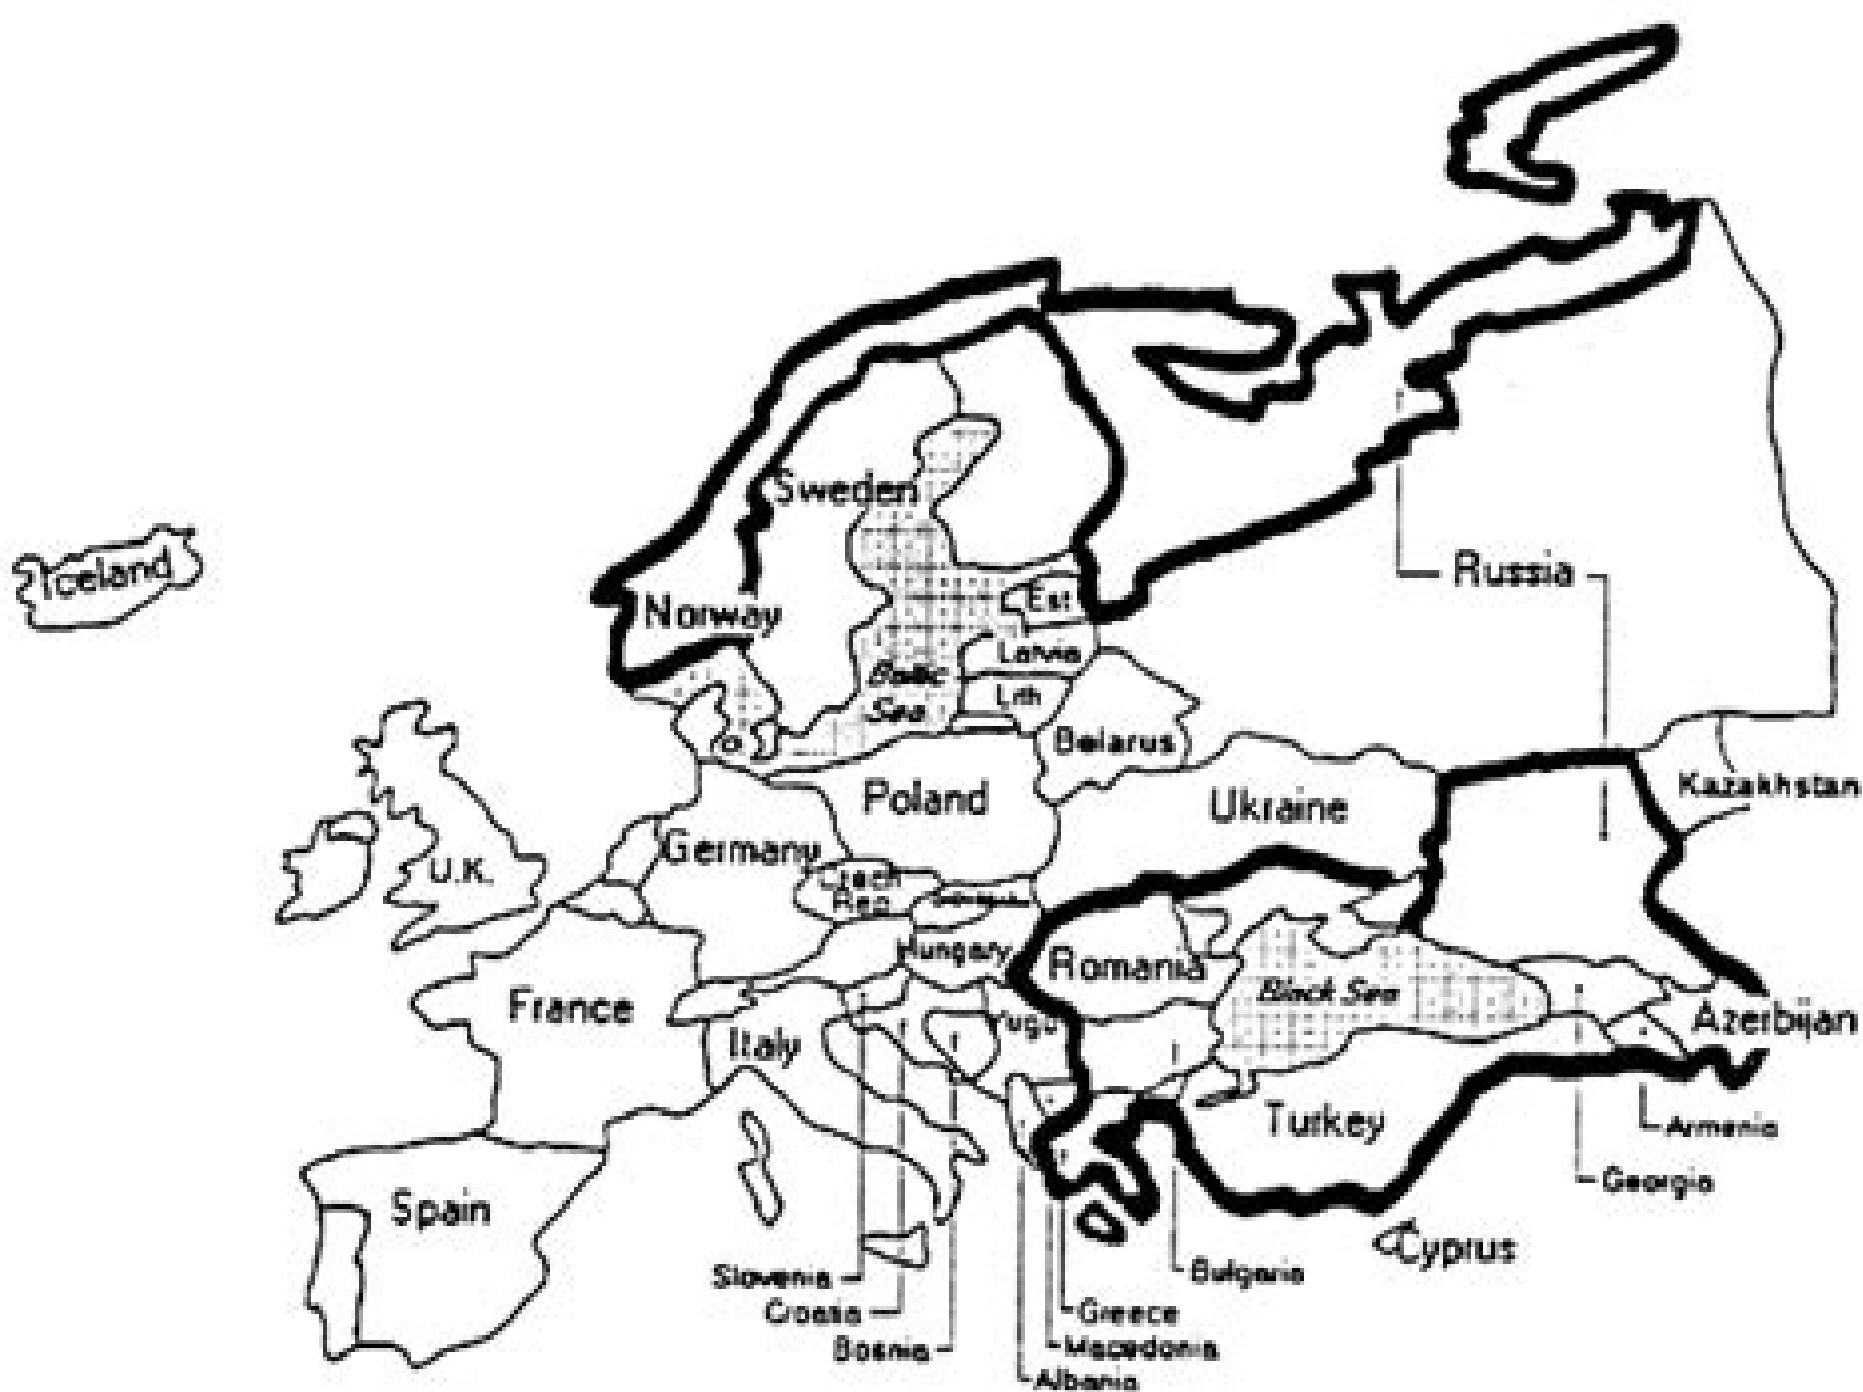 Iceland
Sweden
Russia
Norway
Est
Latvia
Baltic
Sea
Lith
D.
Belarus
Poland
Ukraine
Kazakhstan
U.K.
Germany
Czech
Rep
Hungary
Romania
Black Sea
France
Yugo
Azerbijan
Italy
Turkey
Armenia
Georgia
Spain
Cyprus
Slovenia
Bulgaria
Croatia
Greece
Bosnia
Macedonia
Albania